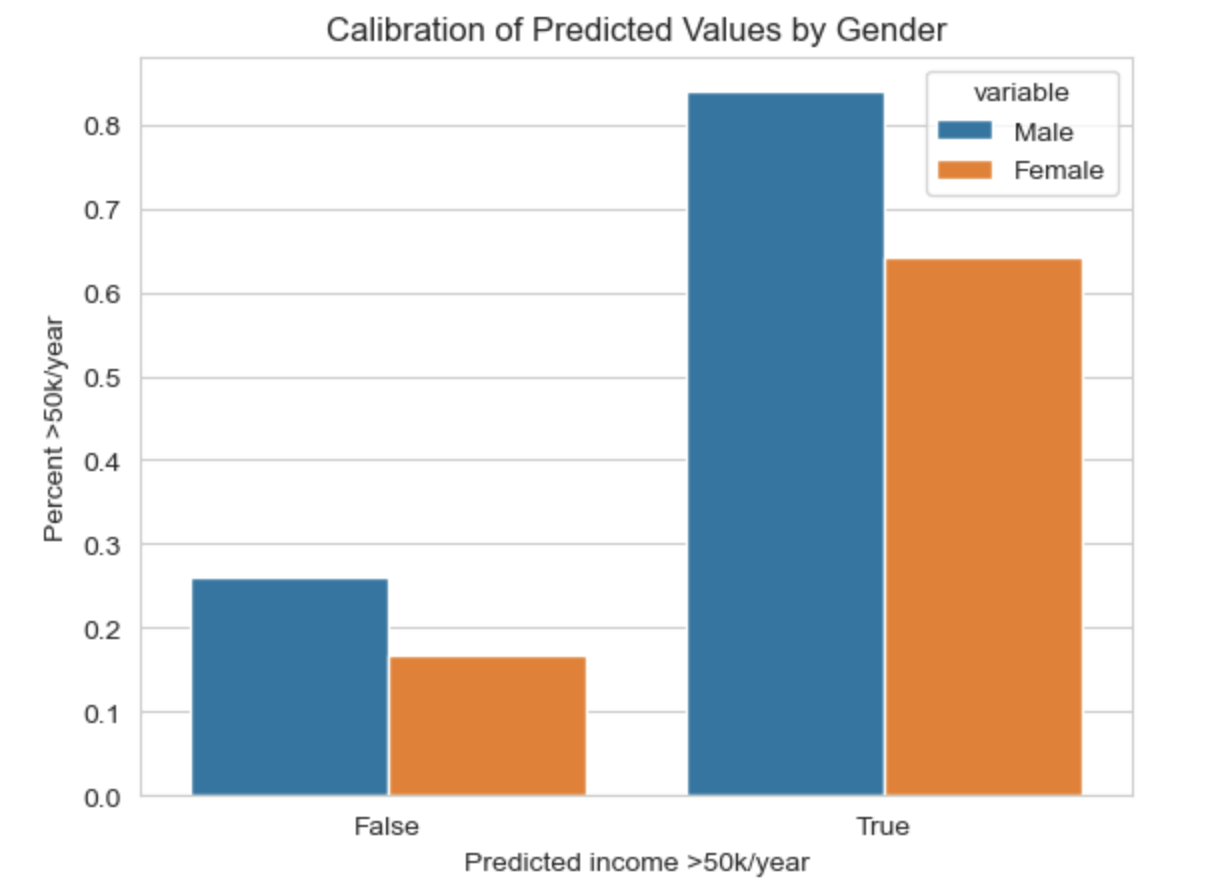 Calibration of Predicted Values by Gender
variable
Male
Female
0.8
0.7
0.6
0.5
0.4
0.3
0.2
0.1
0.0
Percent >50k/year
False
True
Predicted income >50k/year